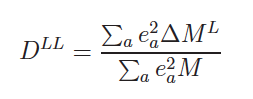 $D^{LL} = \frac{\sum_a e_a^2 \Delta M^L}{\sum_a e_a^2 M}$